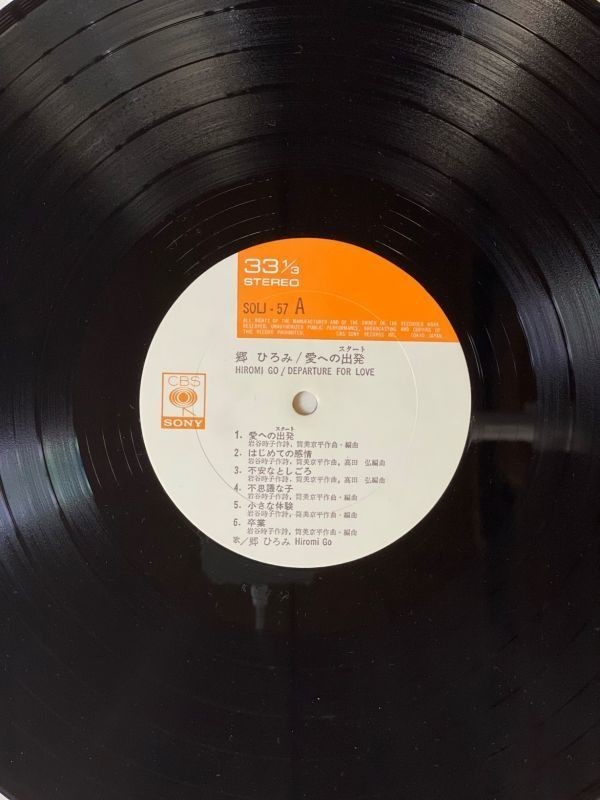 33 1/3
STEREO
SOLJ-57 A
ALL RIGHTS OF THE MANUFACTURER AND OF THE OWNER OF THE RECORDED WORK
RESERVED. UNAUTHORIZED PUBLIC PERFORMANCE, BROADCASTING AND COPYING OF
THIS RECORD PROHIBITED. CBS/SONY RECORDS INC. TOKYO JAPAN
スタート
郷 ひろみ/愛への出発
HIROMI GO/DEPARTURE FOR LOVE
CBS
SONY
スタート
1. 愛への出発
岩谷時子作詩, 筒美京平作曲・編曲
2. はじめての感情
岩谷時子作詩, 筒美京平作曲, 高田 弘編曲
3. 不安なとしごろ
岩谷時子作詩, 筒美京平作曲, 高田 弘編曲
4. 不思議な子
岩谷時子作詩, 筒美京平作曲・編曲
5. 小さな体験
岩谷時子作詩, 筒美京平作曲・編曲
6. 卒業
岩谷時子作詩, 筒美京平作曲・編曲
歌/郷 ひろみ Hiromi Go